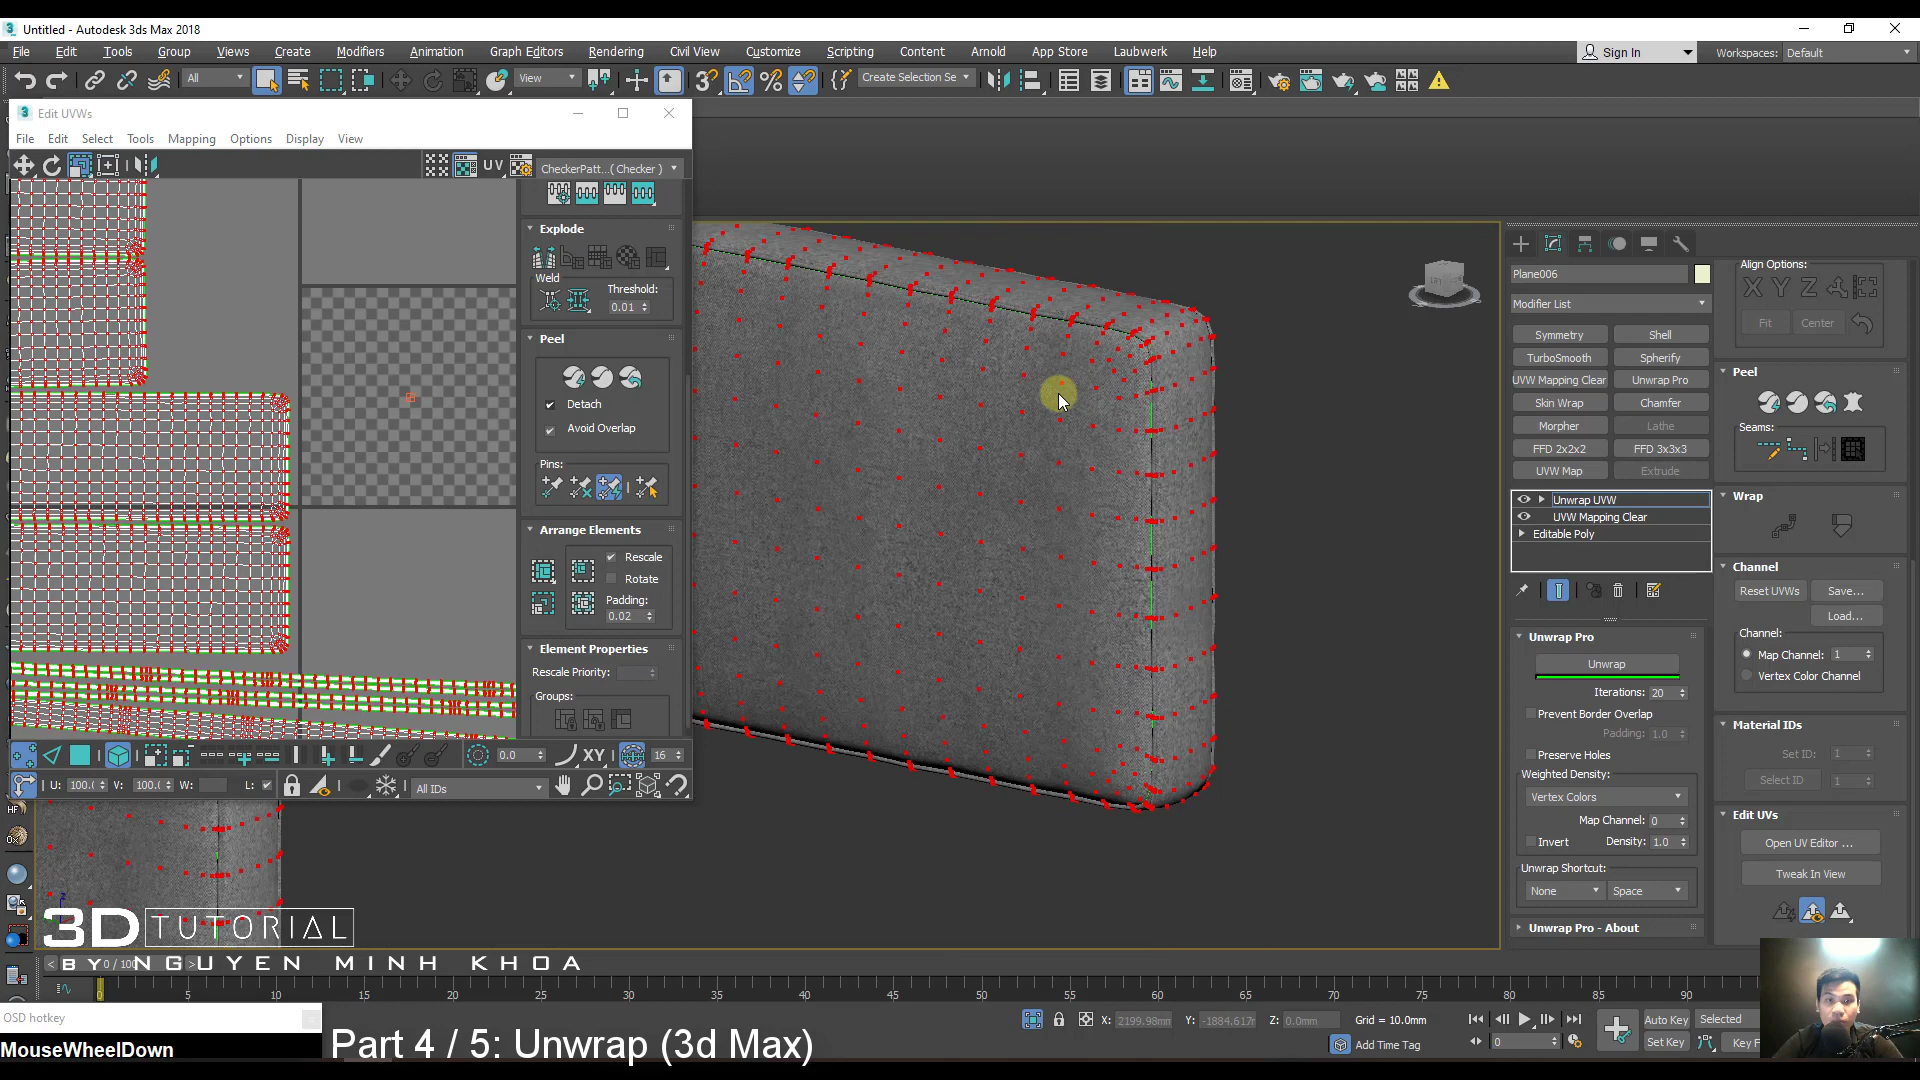 Untitled - Autodesk 3ds Max 2018
File Edit Tools Group Views Create Modifiers Animation Graph Editors Rendering Civil View Customize Scripting Content Arnold App Store Laubwerk Help
Sign In Workspaces: Default
All View Create Selection Se
Edit UVWs
File Edit Select Tools Mapping Options Display View
UV CheckerPatt...( Checker )
Explode
Weld
Threshold:
0.01
Peel
Detach
Avoid Overlap
Pins:
Arrange Elements
Rescale
Rotate
Padding:
0.02
Element Properties
Rescale Priority:
Groups:
0.0 XY 16
U: 100.( V: 100.( W: L: All IDs
Plane006
Modifier List
Symmetry Shell
TurboSmooth Spherify
UVW Mapping Clear Unwrap Pro
Skin Wrap Chamfer
Morpher Lathe
FFD 2x2x2 FFD 3x3x3
UVW Map Extrude
Unwrap UVW
UVW Mapping Clear
Editable Poly
Unwrap Pro
Unwrap
Iterations: 20
Prevent Border Overlap
Padding: 1.0
Preserve Holes
Weighted Density:
Vertex Colors
Map Channel: 0
Invert Density: 1.0
Unwrap Shortcut:
None Space
Unwrap Pro - About
Align Options:
X Y Z
Fit Center
Peel
Seams:
Wrap
Channel
Reset UVWs Save...
Load...
Channel:
Map Channel: 1
Vertex Color Channel
Material IDs
Set ID: 1
Select ID 1
Edit UVs
Open UV Editor ...
Tweak In View
3D TUTORIAL
BY NGUYEN MINH KHOA
0 / 100
0 5 10 15 20 25 30 35 40 45 50 55 60 65 70 75 80 85 90
OSD hotkey
MouseWheelDown
Part 4 / 5: Unwrap (3d Max)
X: 2199.98mm Y: -1884.617r Z: 0.0mm Grid = 10.0mm
Add Time Tag
0
Auto Key Selected
Set Key Key F